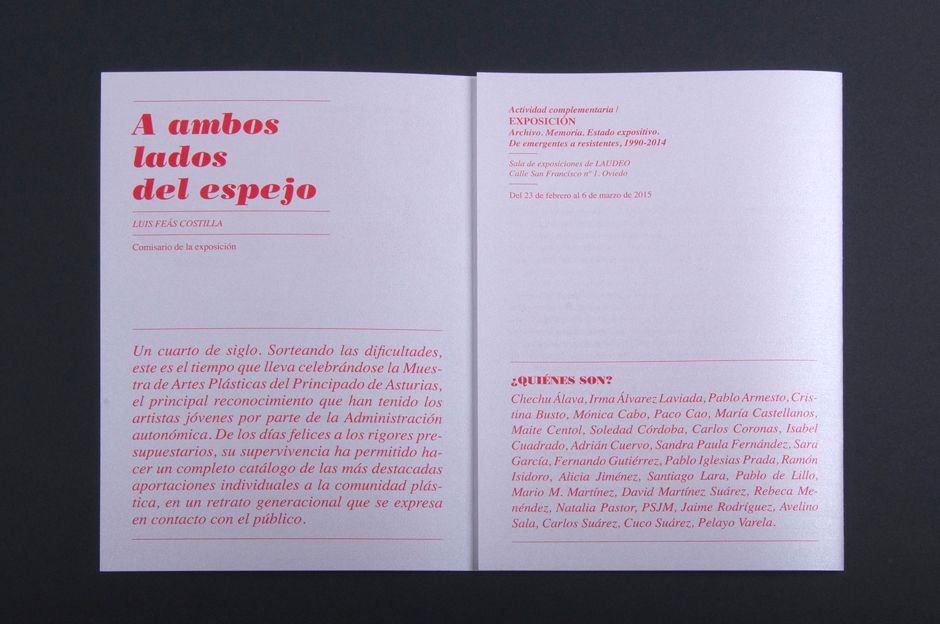 A ambos
lados
del espejo
LUIS FEÁS COSTILLA
Comisario de la exposición
Un cuarto de siglo. Sorteando las dificultades,
este es el tiempo que lleva celebrándose la Mues-
tra de Artes Plásticas del Principado de Asturias,
el principal reconocimiento que han tenido los
artistas jóvenes por parte de la Administración
autonómica. De los días felices a los rigores pre-
supuestarios, su supervivencia ha permitido ha-
cer un completo catálogo de las más destacadas
aportaciones individuales a la comunidad plás-
tica, en un retrato generacional que se expresa
en contacto con el público.
Actividad complementaria /
EXPOSICIÓN
Archivo. Memoria. Estado expositivo.
De emergentes a resistentes, 1990-2014
Sala de exposiciones de LAUDEO
Calle San Francisco nº 1. Oviedo
Del 23 de febrero al 6 de marzo de 2015
¿QUIÉNES SON?
Chechu Álava, Irma Álvarez Laviada, Pablo Armesto, Cris-
tina Busto, Mónica Cabo, Paco Cao, María Castellanos,
Maite Centol, Soledad Córdoba, Carlos Coronas, Isabel
Cuadrado, Adrián Cuervo, Sandra Paula Fernández, Sara
García, Fernando Gutiérrez, Pablo Iglesias Prada, Ramón
Isidoro, Alicia Jiménez, Santiago Lara, Pablo de Lillo,
Mario M. Martínez, David Martínez Suárez, Rebeca Me-
néndez, Natalia Pastor, PSJM, Jaime Rodríguez, Avelino
Sala, Carlos Suárez, Cuco Suárez, Pelayo Varela.